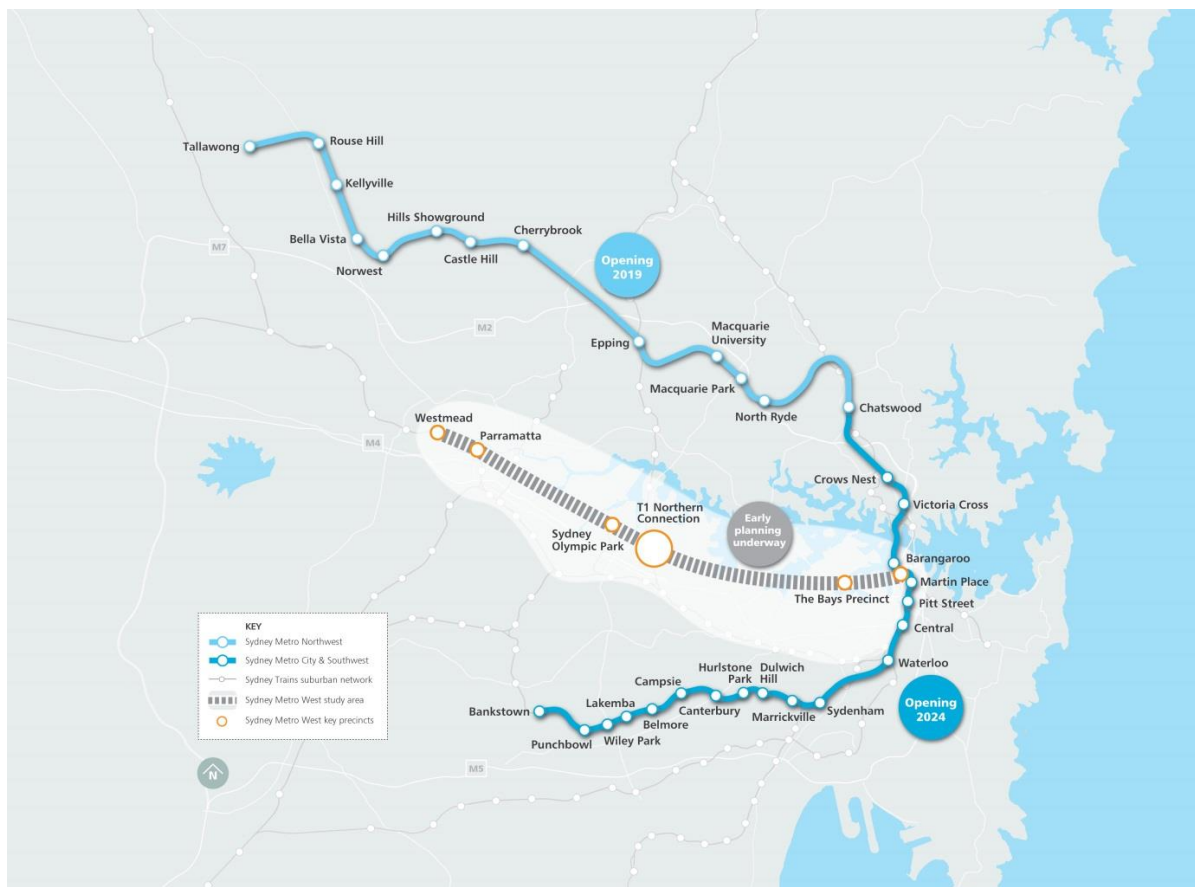 Tallawong
Rouse Hill
Kellyville
Bella Vista
Norwest
Hills Showground
Castle Hill
Cherrybrook
Opening
2019
M7
M2
Epping
Macquarie
University
Macquarie Park
North Ryde
Chatswood
Westmead
Parramatta
M4
Crows Nest
Victoria Cross
T1 Northern
Connection
Sydney
Olympic Park
Early
planning
underway
Barangaroo
Martin Place
The Bays Precinct
Pitt Street
Central
Waterloo
KEY
Sydney Metro Northwest
Sydney Metro City & Southwest
Sydney Trains suburban network
Sydney Metro West study area
Sydney Metro West key precincts
Bankstown
Punchbowl
Lakemba
Wiley Park
Campsie
Belmore
Canterbury
Hurlstone
Park
Dulwich
Hill
Marrickville
Sydenham
Opening
2024
M5
N